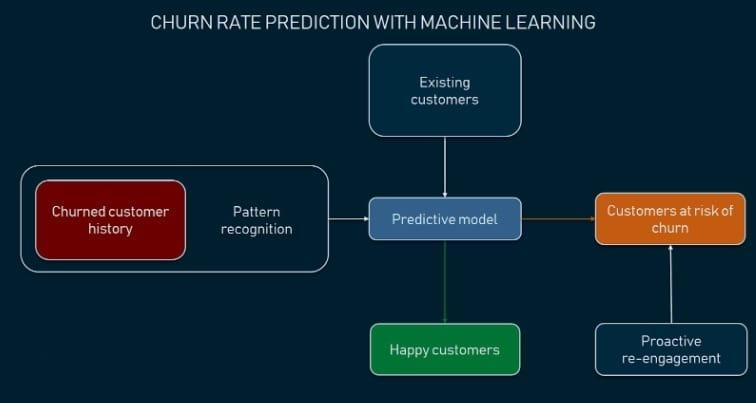 CHURN RATE PREDICTION WITH MACHINE LEARNING
Existing
customers
Churned customer
history
Pattern
recognition
Predictive model
Customers at risk of
churn
Happy customers
Proactive
re-engagement